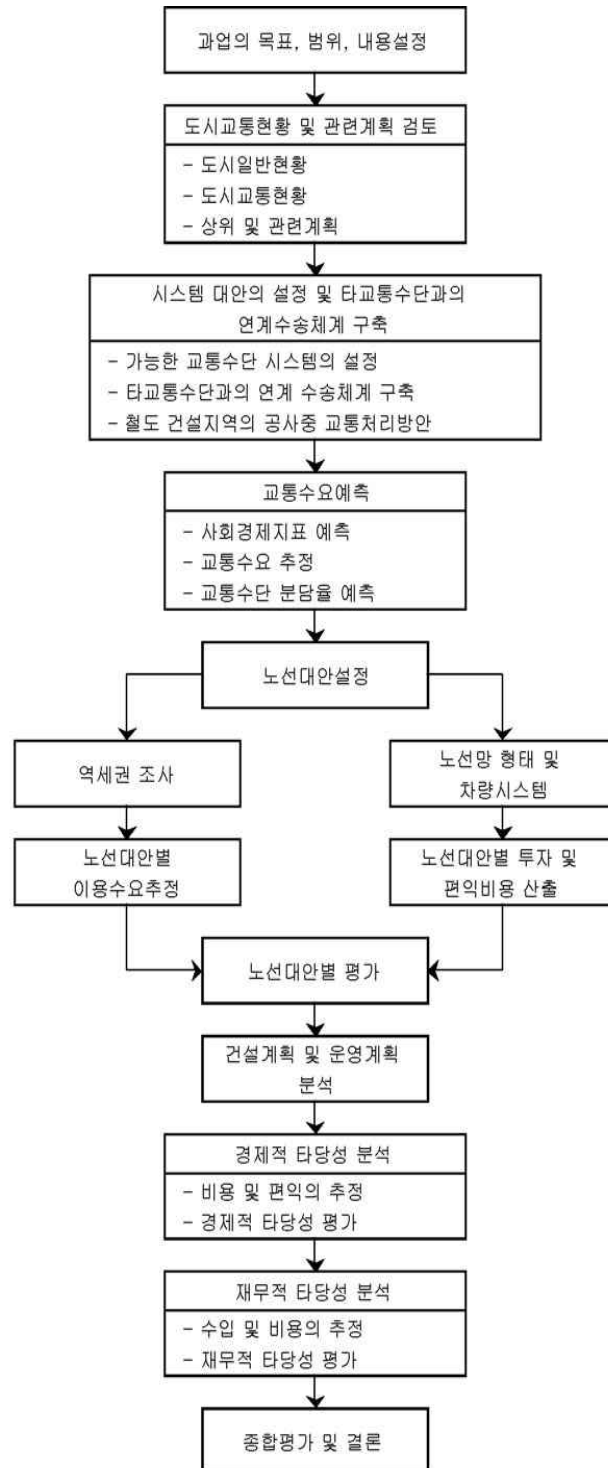 과업의 목표, 범위, 내용설정
도시교통현황 및 관련계획 검토
- 도시일반현황
- 도시교통현황
- 상위 및 관련계획
시스템 대안의 설정 및 타교통수단과의
연계수송체계 구축
- 가능한 교통수단 시스템의 설정
- 타교통수단과의 연계 수송체계 구축
- 철도 건설지역의 공사중 교통처리방안
교통수요예측
- 사회경제지표 예측
- 교통수요 추정
- 교통수단 분담율 예측
노선대안설정
역세권 조사
노선망 형태 및
차량시스템
노선대안별
이용수요추정
노선대안별 투자 및
편익비용 산출
노선대안별 평가
건설계획 및 운영계획
분석
경제적 타당성 분석
- 비용 및 편익의 추정
- 경제적 타당성 평가
재무적 타당성 분석
- 수입 및 비용의 추정
- 재무적 타당성 평가
종합평가 및 결론